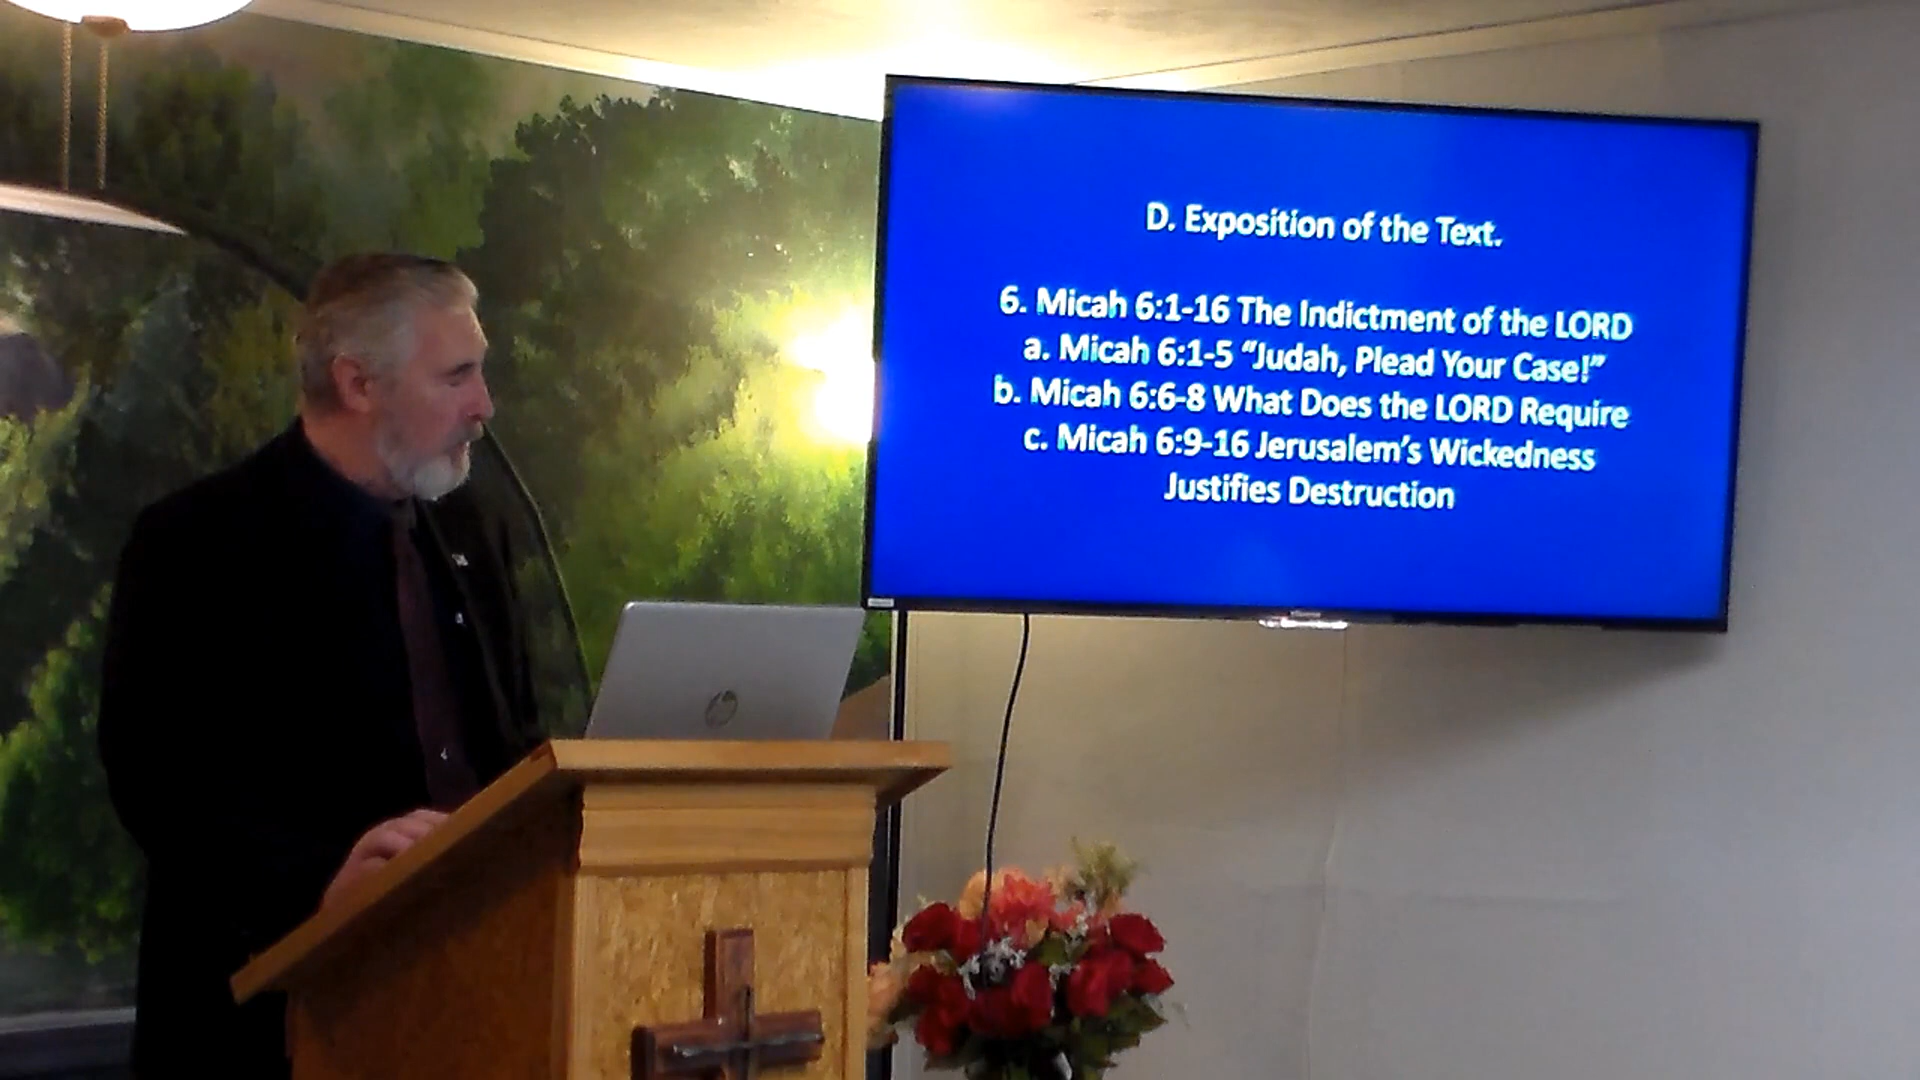 D. Exposition of the Text.
6. Micah 6:1-16 The Indictment of the LORD
a. Micah 6:1-5 “Judah, Plead Your Case!”
b. Micah 6:6-8 What Does the LORD Require
c. Micah 6:9-16 Jerusalem’s Wickedness
Justifies Destruction
hp